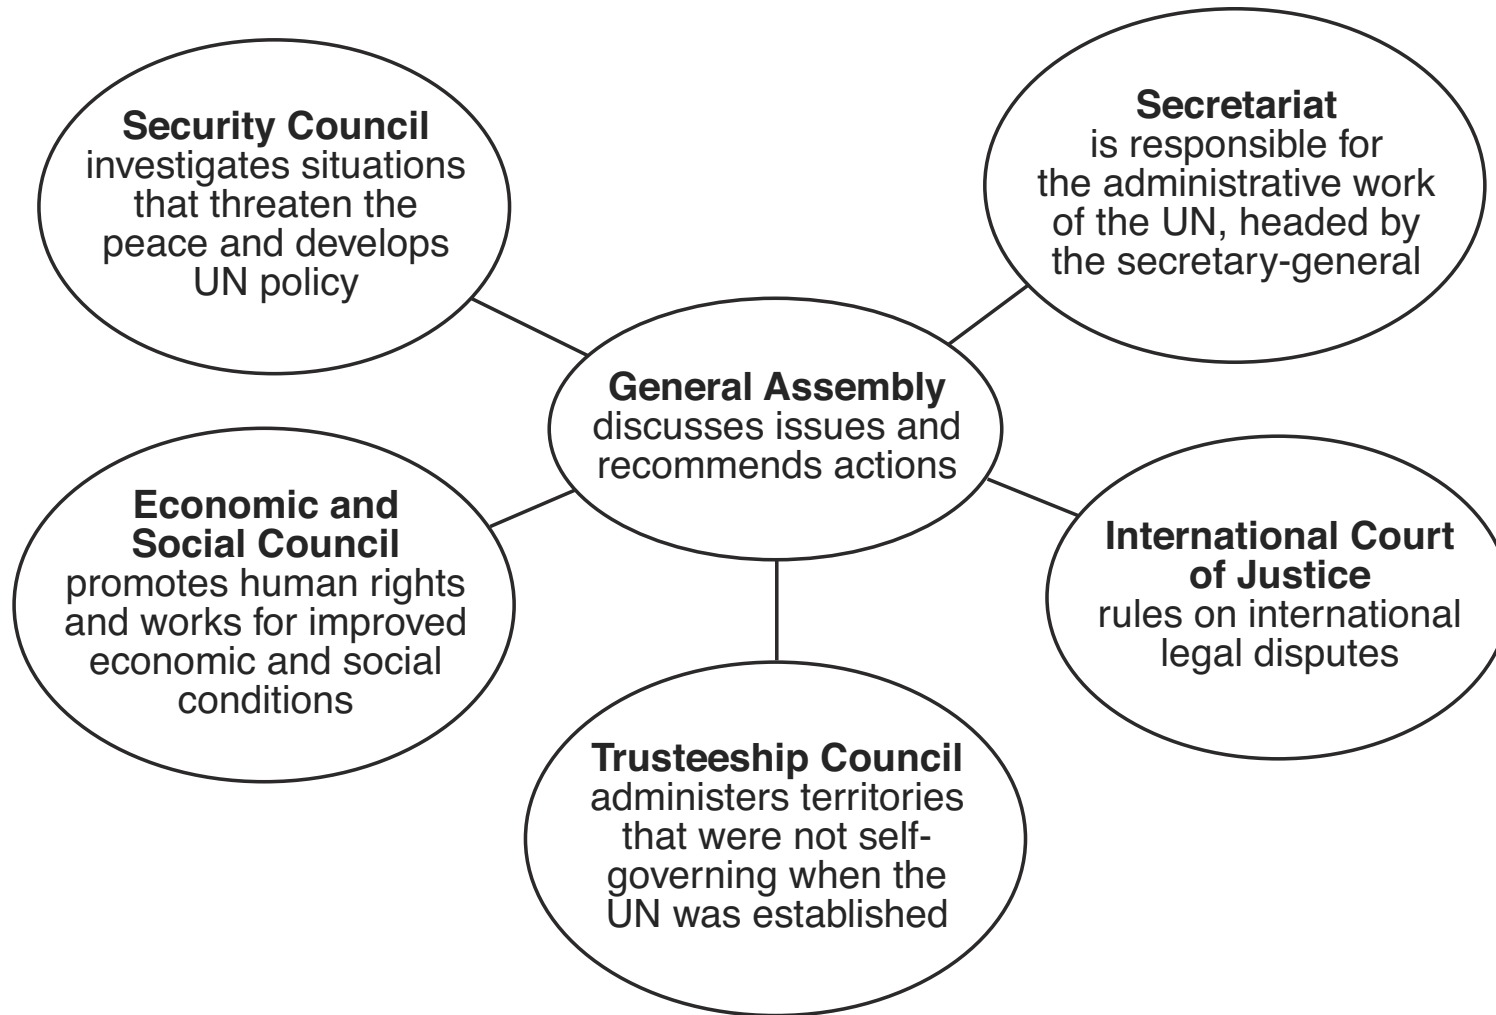 Security Council
investigates situations
that threaten the
peace and develops
UN policy
Secretariat
is responsible for
the administrative work
of the UN, headed by
the secretary-general
General Assembly
discusses issues and
recommends actions
Economic and
Social Council
promotes human rights
and works for improved
economic and social
conditions
International Court
of Justice
rules on international
legal disputes
Trusteeship Council
administers territories
that were not self-
governing when the
UN was established